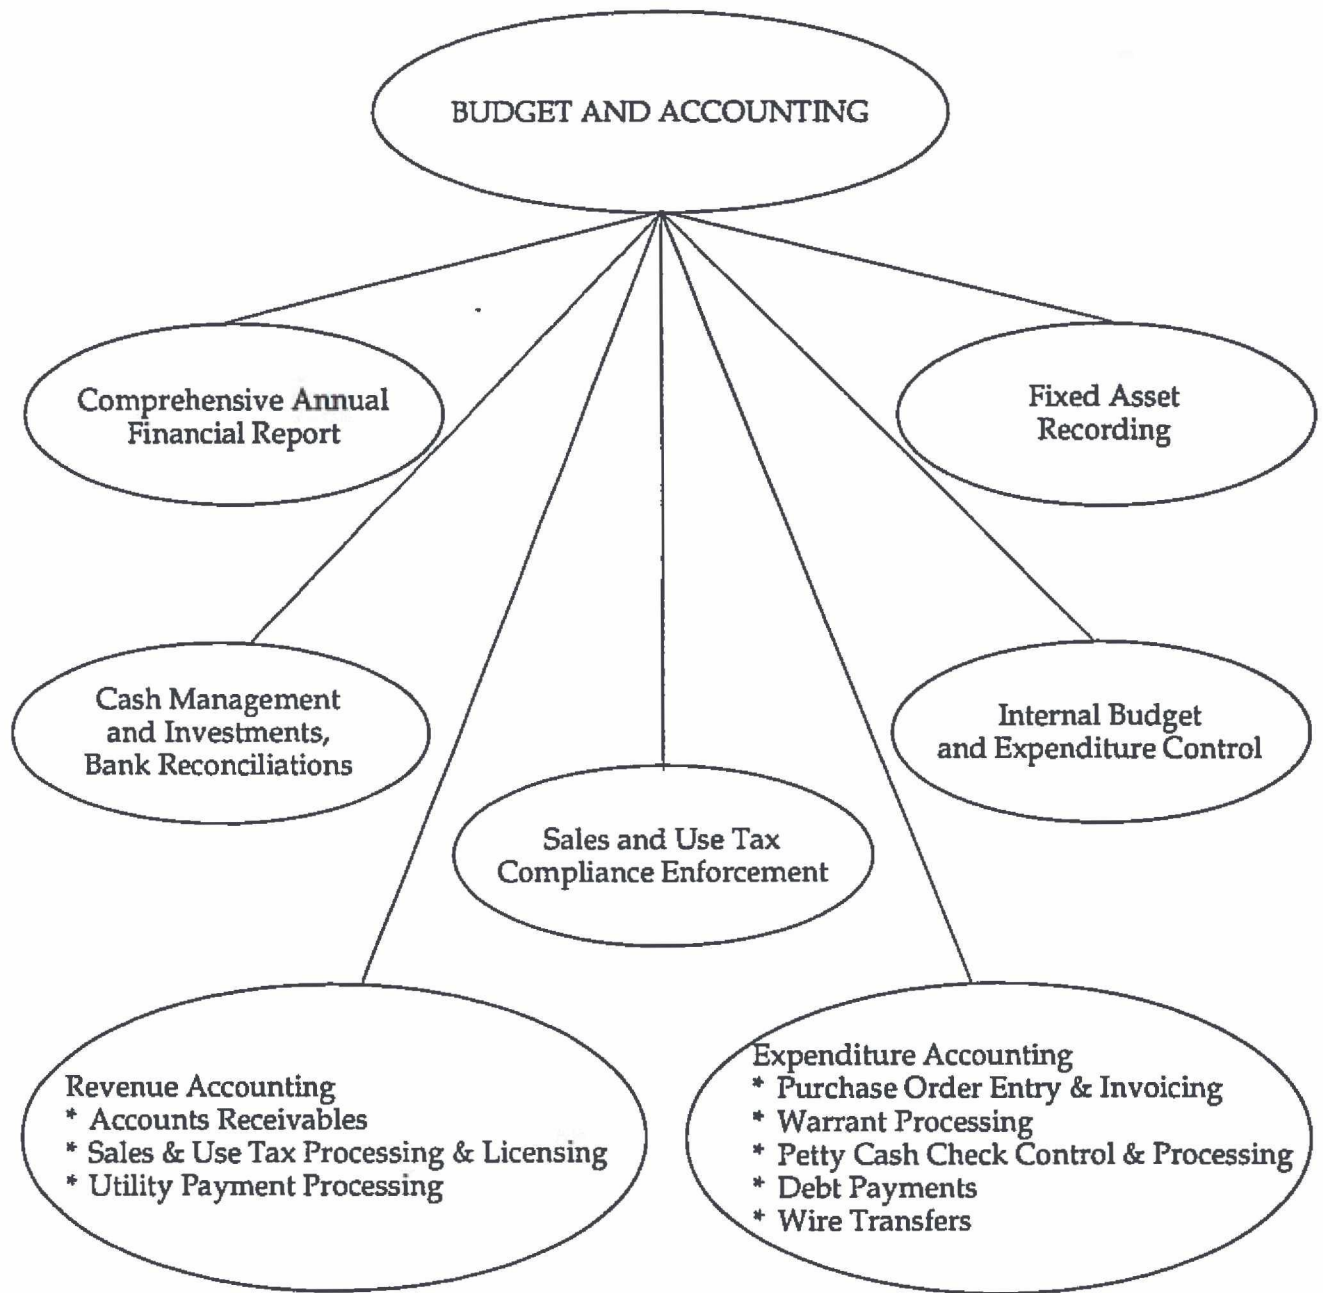 BUDGET AND ACCOUNTING
Comprehensive Annual
Financial Report
Fixed Asset
Recording
Cash Management
and Investments,
Bank Reconciliations
Internal Budget
and Expenditure Control
Sales and Use Tax
Compliance Enforcement
Revenue Accounting
* Accounts Receivables
* Sales & Use Tax Processing & Licensing
* Utility Payment Processing
Expenditure Accounting
* Purchase Order Entry & Invoicing
* Warrant Processing
* Petty Cash Check Control & Processing
* Debt Payments
* Wire Transfers